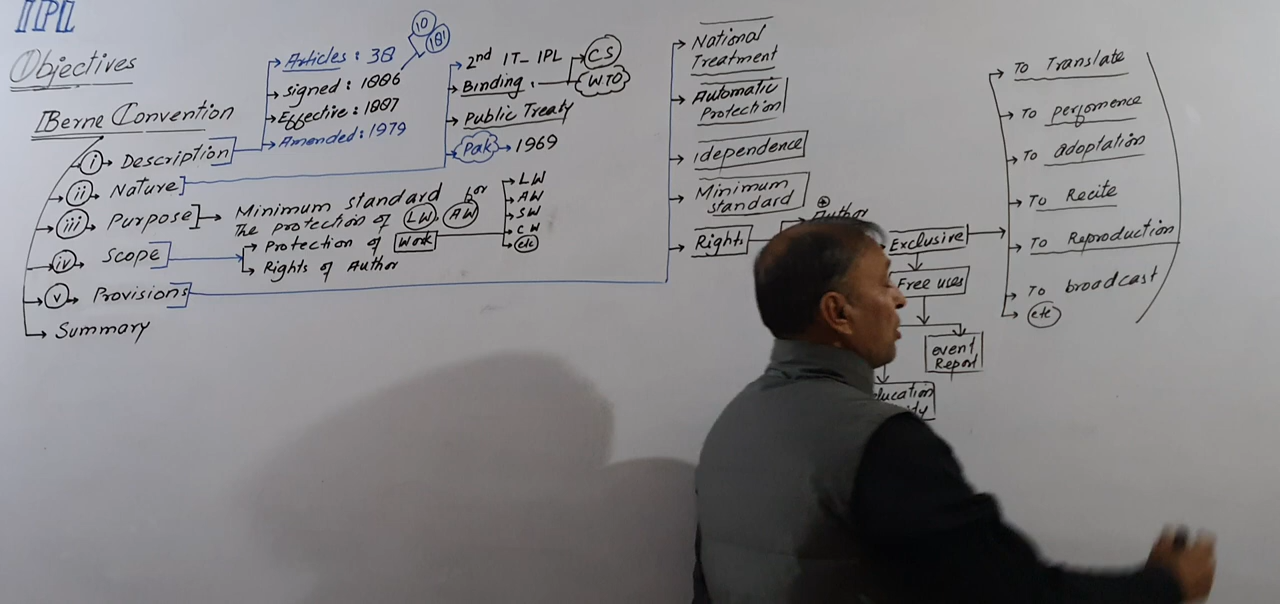 IPL
Objectives
Berne Convention
i → Description
ii → Nature
iii → Purpose → Minimum standard for
The protection of LW, AW
iv → Scope
v → Provisions
→ Summary
Articles : 38
10
181
signed : 1886
Effective : 1887
Amended : 1979
2nd IT- IPL
Binding.
CS
WTO
Public Treaty
Pak → 1969
Protection of Work
Rights of Author
LW
AW
SW
CW
etc
National
Treatment
Automatic
Protection
Idependence
Minimum
standard
Rights
Author
Exclusive
Free uses
event
Report
To Translate
To perfomence
To adoptation
To Recite
To Reproduction
To broadcast
etc